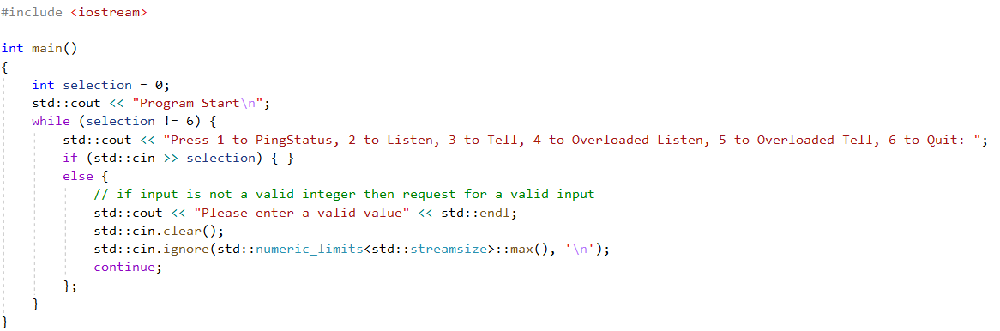 #include <iostream>

int main()
{
    int selection = 0;
    std::cout << "Program Start\n";
    while (selection != 6) {
        std::cout << "Press 1 to PingStatus, 2 to Listen, 3 to Tell, 4 to Overloaded Listen, 5 to Overloaded Tell, 6 to Quit: ";
        if (std::cin >> selection) { }
        else {
            // if input is not a valid integer then request for a valid input
            std::cout << "Please enter a valid value" << std::endl;
            std::cin.clear();
            std::cin.ignore(std::numeric_limits<std::streamsize>::max(), '\n');
            continue;
        };
    }
}